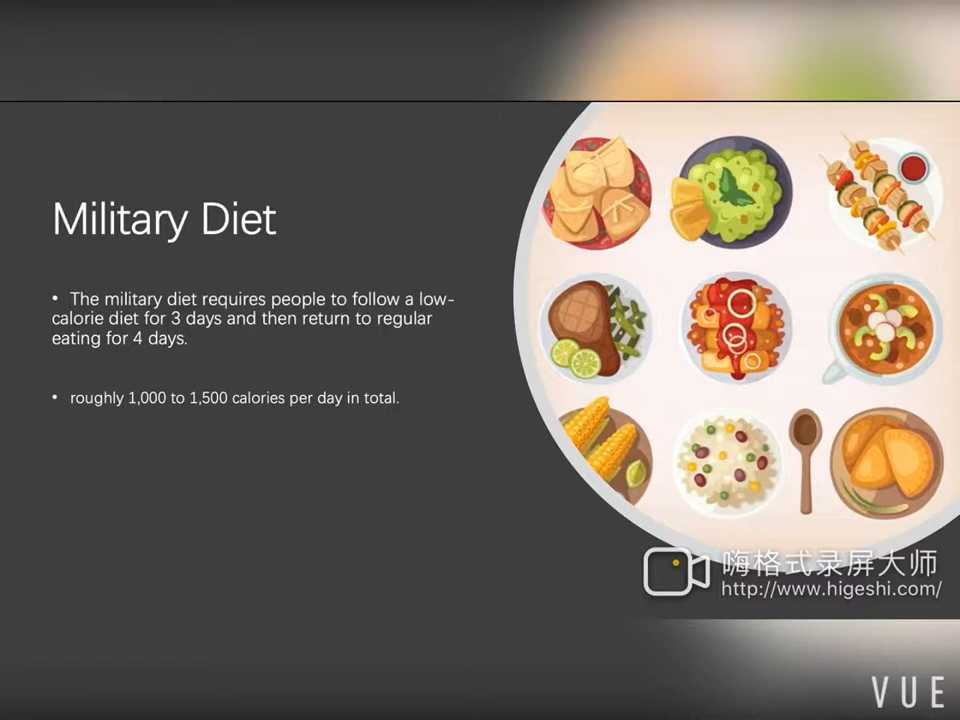 Military Diet
• The military diet requires people to follow a low-
calorie diet for 3 days and then return to regular
eating for 4 days.
• roughly 1,000 to 1,500 calories per day in total.
嗨格式录屏大师
http://www.higeshi.com/
VUE